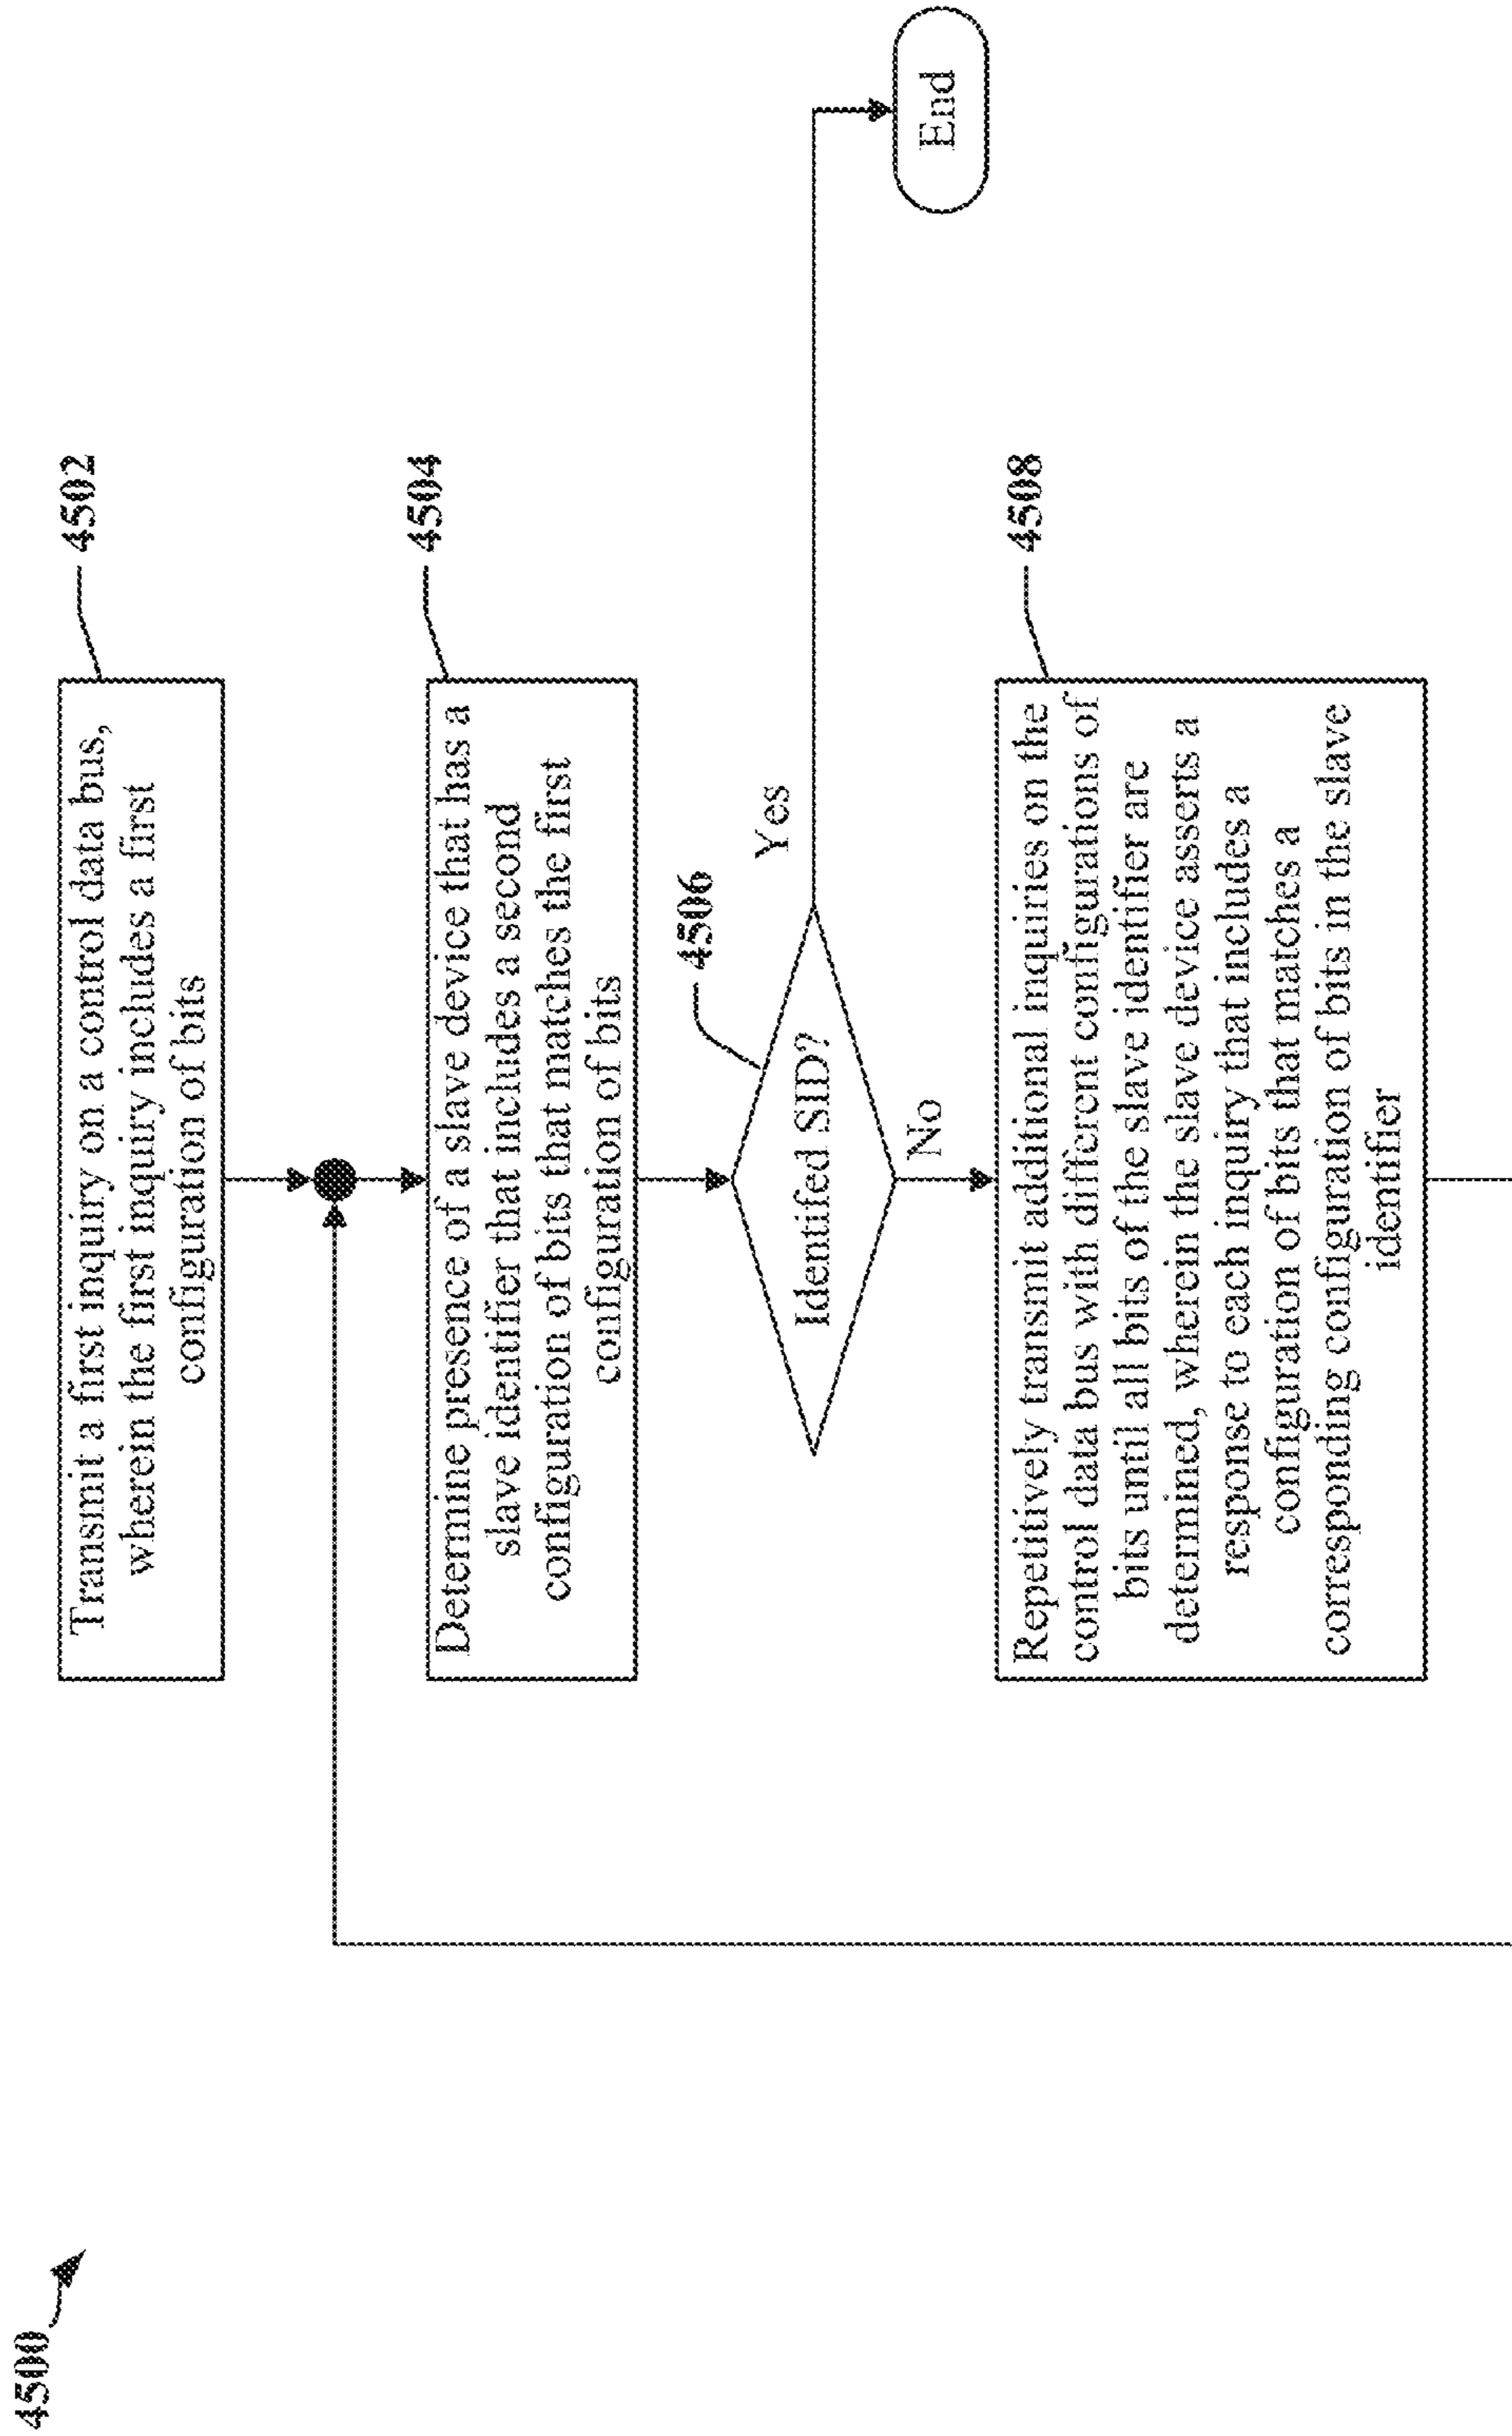 4500
4502
Transmit a first inquiry on a control data bus,
wherein the first inquiry includes a first
configuration of bits
4504
Determine presence of a slave device that has a
slave identifier that includes a second
configuration of bits that matches the first
configuration of bits
4506
Identifed SID?
Yes
End
No
4508
Repetitively transmit additional inquiries on the
control data bus with different configurations of
bits until all bits of the slave identifier are
determined, wherein the slave device asserts a
response to each inquiry that includes a
configuration of bits that matches a
corresponding configuration of bits in the slave
identifier